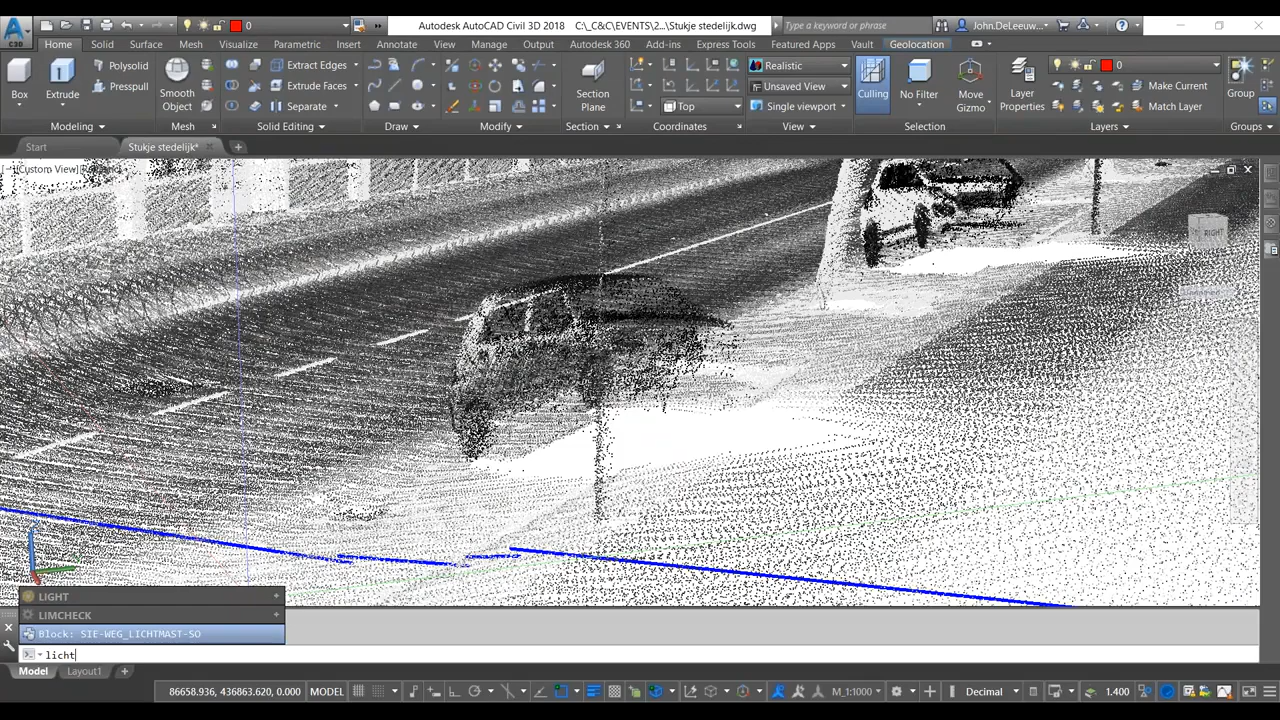 Autodesk AutoCAD Civil 3D 2018 C:\_C&C\EVENTS\2...\Stukje stedelijk.dwg
Type a keyword or phrase
John.DeLeeuw...
C3D
0
Home Solid Surface Mesh Visualize Parametric Insert Annotate View Manage Output Autodesk 360 Add-ins Express Tools Featured Apps Vault Geolocation
Box
Extrude
Polysolid
Presspull
Modeling
Smooth Object
Mesh
Extract Edges
Extrude Faces
Separate
Solid Editing
Draw
Modify
Section Plane
Section
Top
Coordinates
Realistic
Unsaved View
Single viewport
View
Culling
No Filter
Move Gizmo
Selection
Layer Properties
0
Make Current
Match Layer
Layers
Group
Groups
Start
Stukje stedelijk*
RIGHT
LIGHT
LIMCHECK
Block: SIE-WEG_LICHTMAST-SO
licht
Model Layout1
86658.936, 436863.620, 0.000 MODEL
M_1:1000
Decimal
1.400